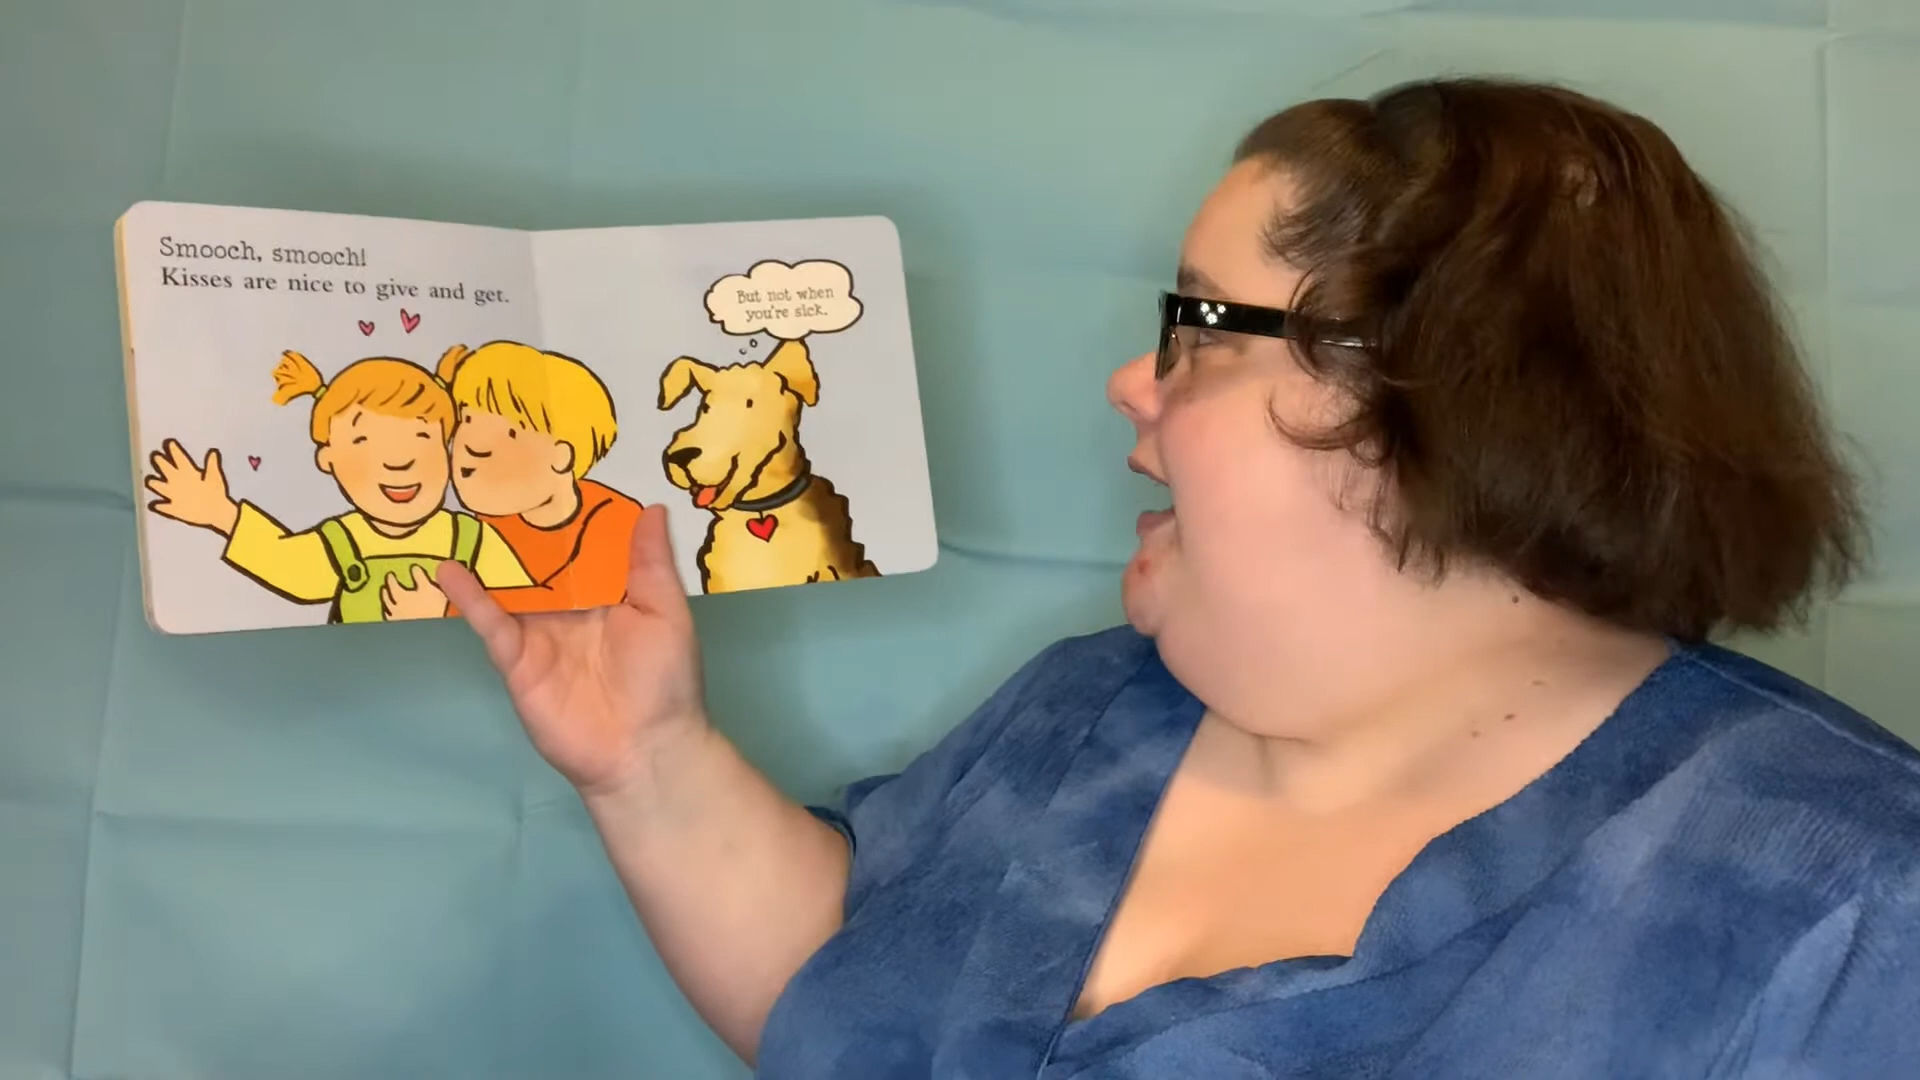 Smooch, smooch!
Kisses are nice to give and get.
But not when
you're sick.